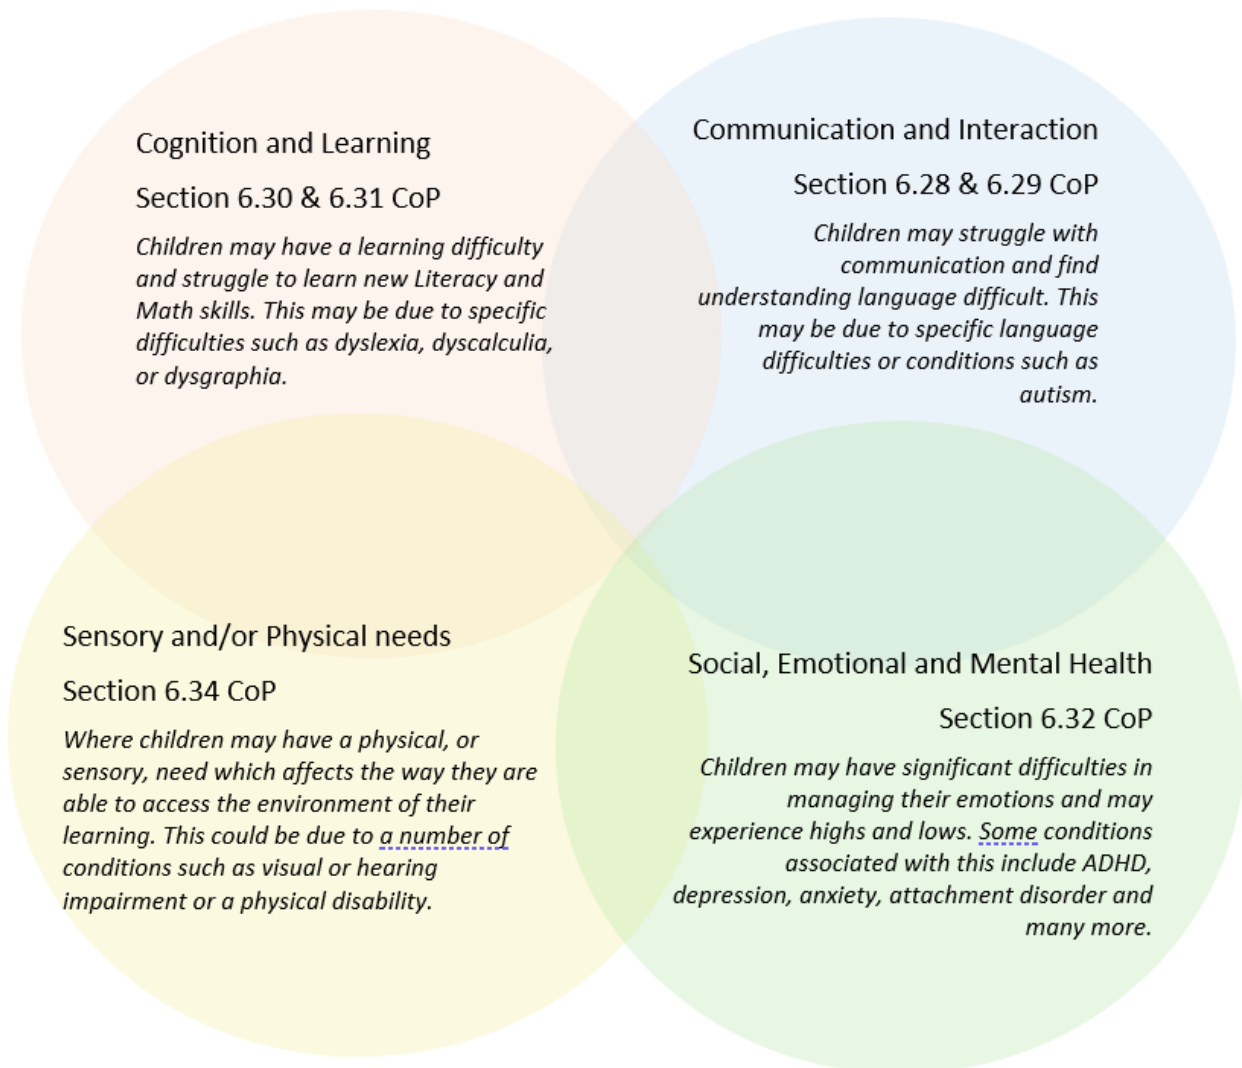 Cognition and Learning
Section 6.30 & 6.31 CoP
Children may have a learning difficulty
and struggle to learn new Literacy and
Math skills. This may be due to specific
difficulties such as dyslexia, dyscalculia,
or dysgraphia.
Communication and Interaction
Section 6.28 & 6.29 CoP
Children may struggle with
communication and find
understanding language difficult. This
may be due to specific language
difficulties or conditions such as
autism.
Sensory and/or Physical needs
Section 6.34 CoP
Where children may have a physical, or
sensory, need which affects the way they are
able to access the environment of their
learning. This could be due to a number of
conditions such as visual or hearing
impairment or a physical disability.
Social, Emotional and Mental Health
Section 6.32 CoP
Children may have significant difficulties in
managing their emotions and may
experience highs and lows. Some conditions
associated with this include ADHD,
depression, anxiety, attachment disorder and
many more.